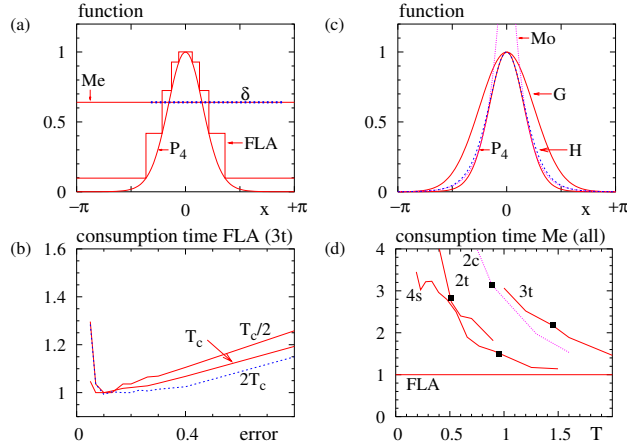 function
(a)
1
Me
δ
0.5
P4
FLA
0
−π
0
x
+π
function
(c)
1
Mo
G
0.5
P4
H
0
−π
0
x
+π
consumption time FLA (3t)
(b)
1.6
1.4
Tc
Tc/2
1.2
1
2Tc
0.4
error
consumption time Me (all)
(d)
4
2c
2t
4s
3t
3
2
1
FLA
0
0
0.5
1
1.5
T